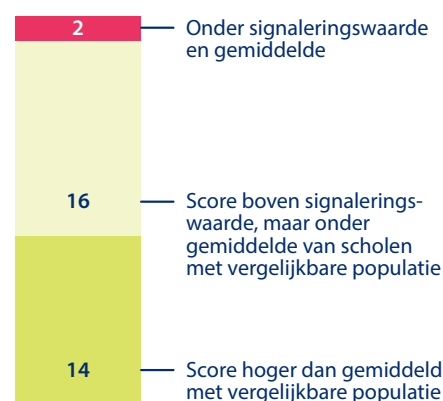 2
Onder signaleringswaarde
en gemiddelde
16
Score boven signalerings-
waarde, maar onder
gemiddelde van scholen
met vergelijkbare populatie
14
Score hoger dan gemiddeld
met vergelijkbare populatie